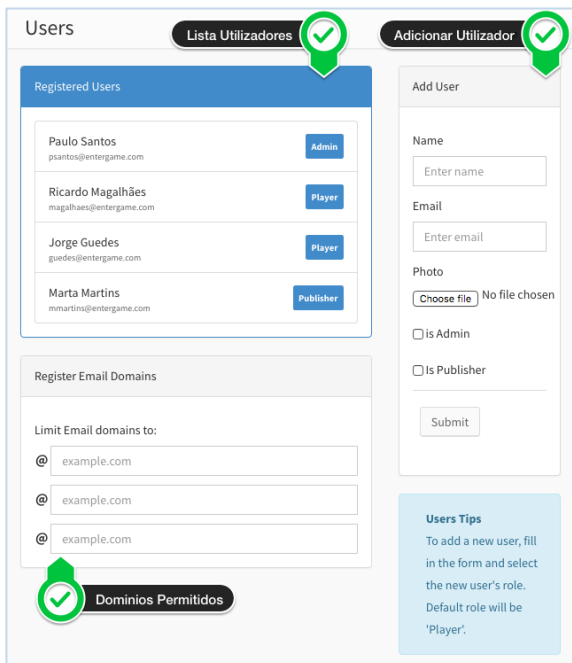 Users
Lista Utilizadores
Adicionar Utilizador
Registered Users
Paulo Santos
psantos@entergame.com
Admin
Ricardo Magalhães
magalhaes@entergame.com
Player
Jorge Guedes
guedes@entergame.com
Player
Marta Martins
mmartins@entergame.com
Publisher
Register Email Domains
Limit Email domains to:
@ example.com
@ example.com
@ example.com
Dominios Permitidos
Add User
Name
Enter name
Email
Enter email
Photo
Choose file No file chosen
is Admin
Is Publisher
Submit
Users Tips
To add a new user, fill
in the form and select
the new user's role.
Default role will be
'Player'.